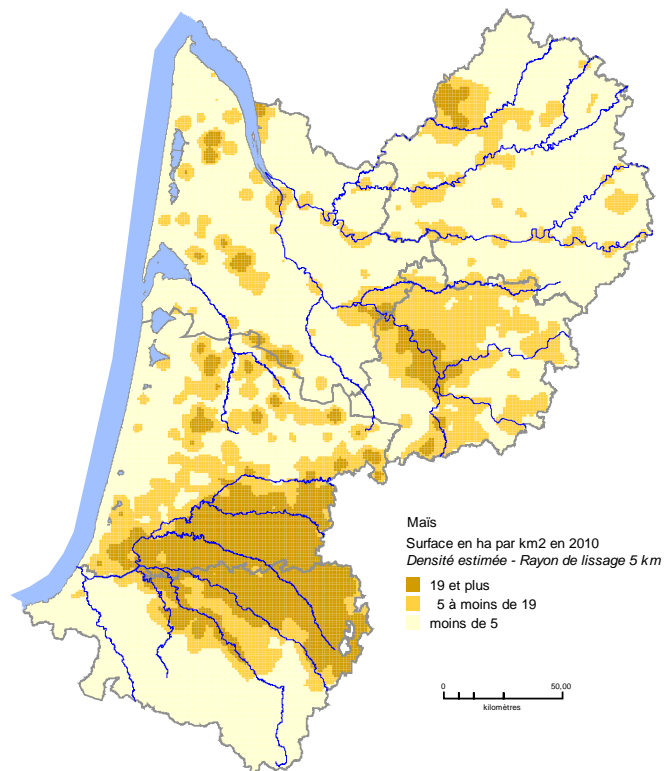 Maïs
Surface en ha par km2 en 2010
Densité estimée - Rayon de lissage 5 km
19 et plus
5 à moins de 19
moins de 5
0 50,00
kilomètres